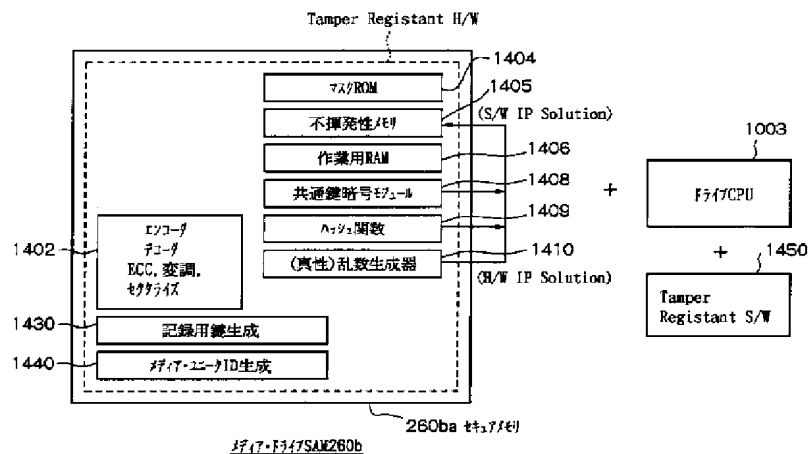 Tamper Registant H/W
1404
マスクROM
1405
不揮発性メモリ
(S/W IP Solution)
1406
作業用RAM
1003
1408
共通鍵暗号モジュール
+
ドライブCPU
1409
ハッシュ関数
1402
エンコーダ
デコーダ
ECC, 変調,
セクタライズ
1410
(真性)乱数生成器
(H/W IP Solution)
+
1450
Tamper
Registant S/W
1430
記録用鍵生成
1440
メディア・ユニークID生成
260ba セキュアメモリ
メディア・ドライブSAM260b